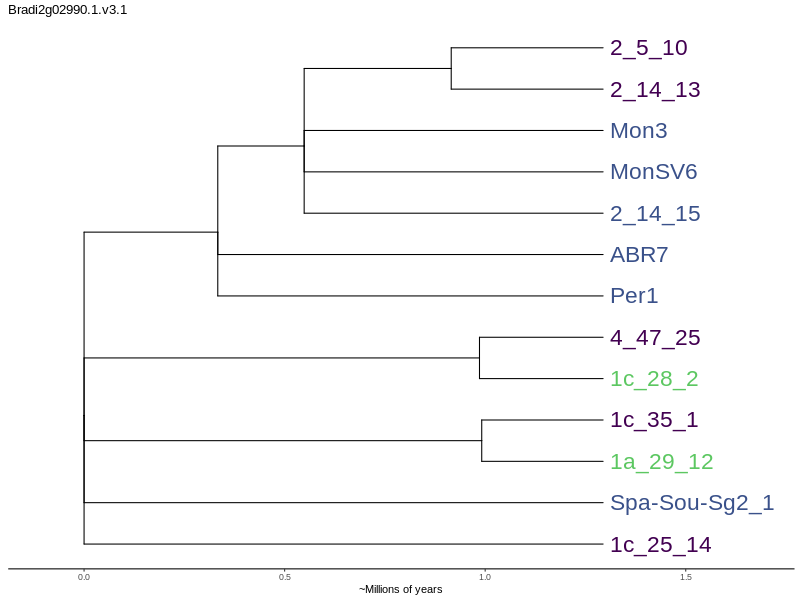 Bradi2g02990.1.v3.1
2_5_10
2_14_13
Mon3
MonSV6
2_14_15
ABR7
Per1
4_47_25
1c_28_2
1c_35_1
1a_29_12
Spa-Sou-Sg2_1
1c_25_14
0.0 0.5 1.0 1.5
~Millions of years